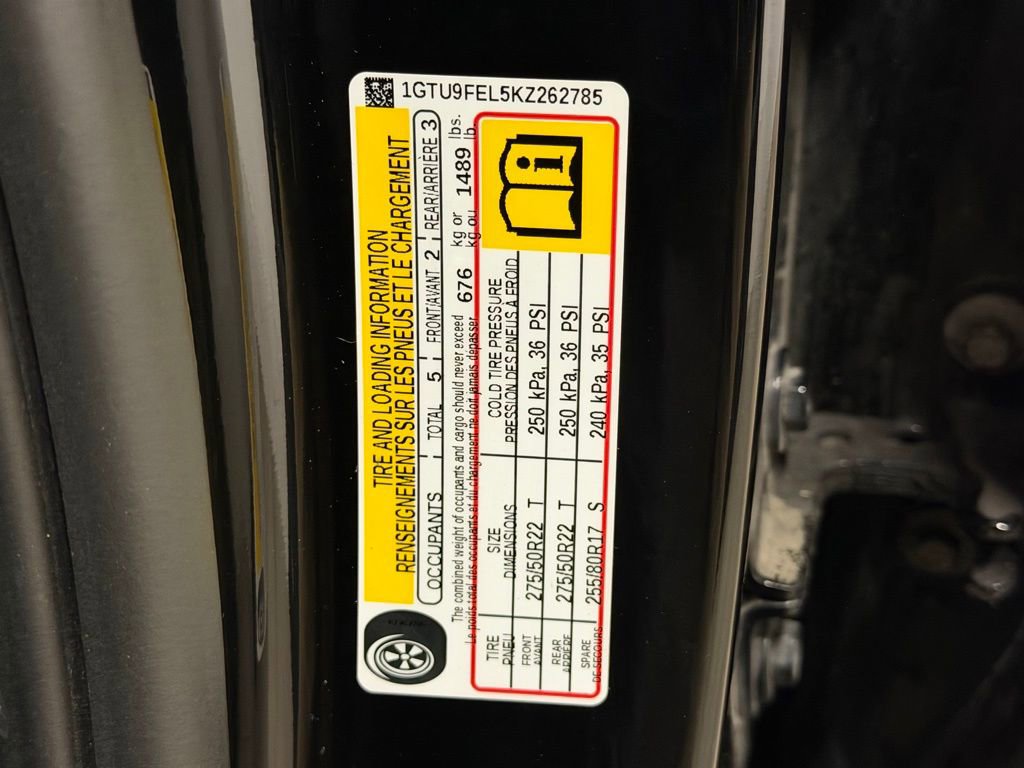 1GTU9FEL5KZ262785
TIRE AND LOADING INFORMATION
RENSEIGNEMENTS SUR LES PNEUS ET LE CHARGEMENT
OCCUPANTS TOTAL 5 FRONT/AVANT 2 REAR/ARRIÈRE 3
The combined weight of occupants and cargo should never exceed 676 kg or 1489 lbs.
Le poids total des occupants et du chargement ne doit jamais dépasser kg ou lb.
TIRE SIZE COLD TIRE PRESSURE
PNEU DIMENSIONS PRESSION DES PNEUS À FROID
FRONT
AVANT 275/50R22 T 250 kPa, 36 PSI
REAR
ARRIÈRE 275/50R22 T 250 kPa, 36 PSI
SPARE
DE SECOURS 255/80R17 S 240 kPa, 35 PSI